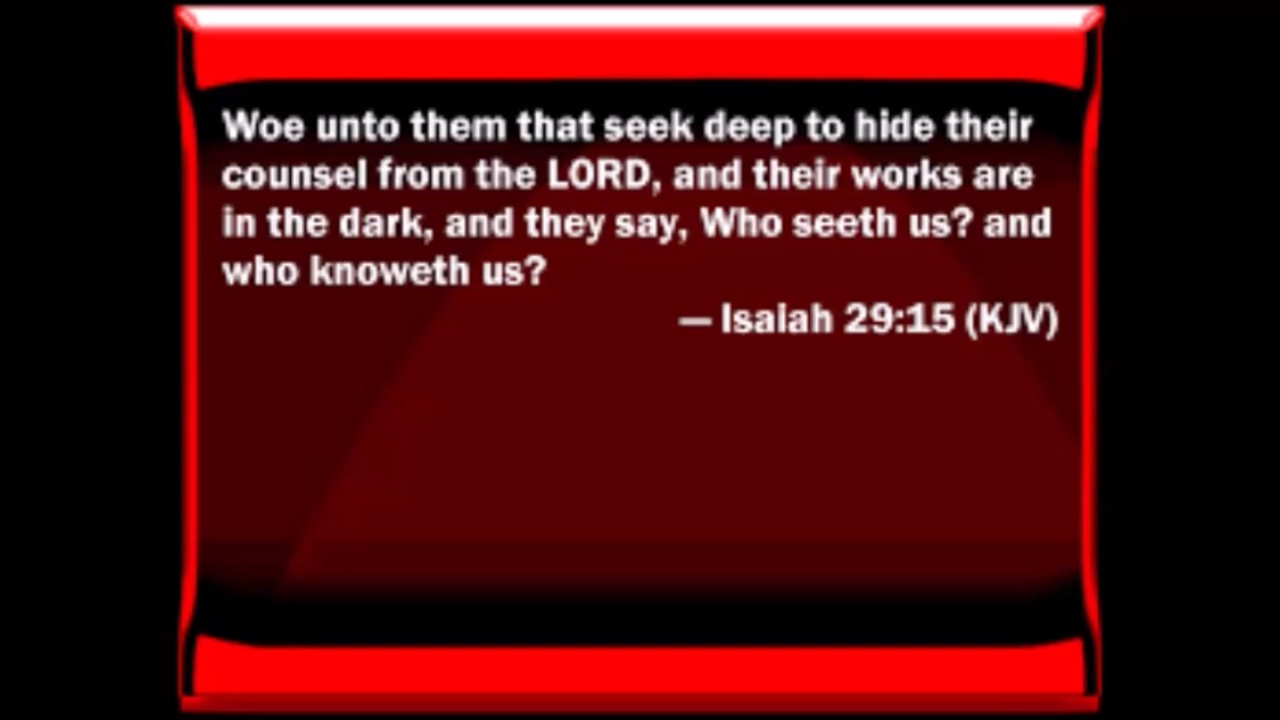 Woe unto them that seek deep to hide their
counsel from the LORD, and their works are
in the dark, and they say, Who seeth us? and
who knoweth us?
— Isaiah 29:15 (KJV)